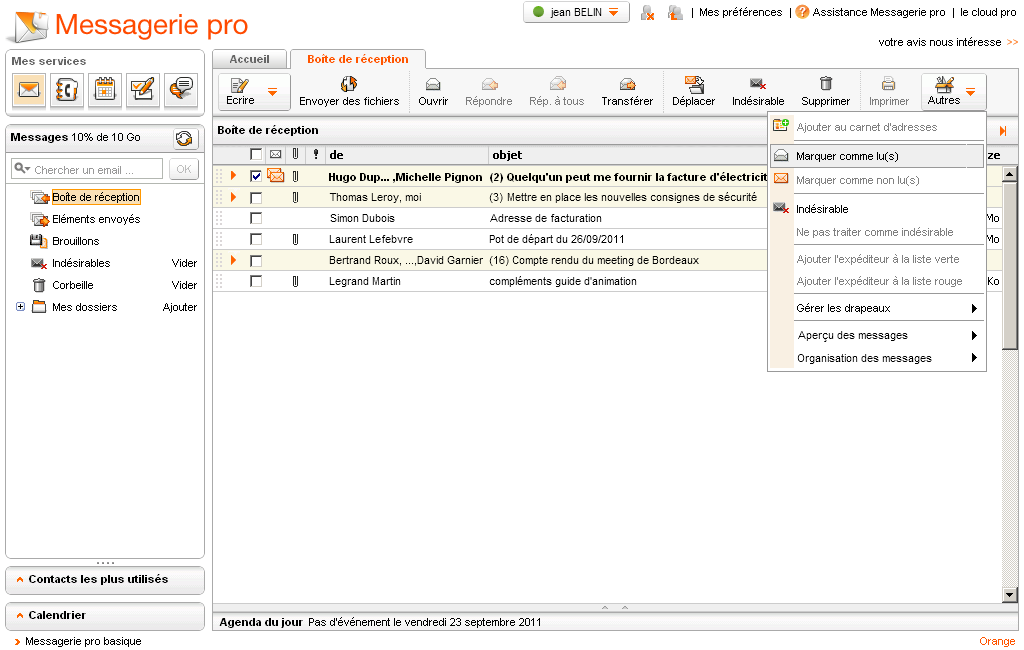 Messagerie pro
jean BELIN
| Mes préférences | Assistance Messagerie pro | le cloud pro
votre avis nous intéresse >>
Mes services
Messages 10% de 10 Go
Chercher un email ... OK
Boîte de réception
Eléments envoyés
Brouillons
Indésirables Vider
Corbeille Vider
Mes dossiers Ajouter
Contacts les plus utilisés
Calendrier
Messagerie pro basique
Accueil Boîte de réception
Ecrire Envoyer des fichiers Ouvrir Répondre Rép. à tous Transférer Déplacer Indésirable Supprimer Imprimer Autres
Boîte de réception
! de objet ze
Hugo Dup... ,Michelle Pignon (2) Quelqu'un peut me fournir la facture d'électricit
Thomas Leroy, moi (3) Mettre en place les nouvelles consignes de sécurité
Simon Dubois Adresse de facturation Mo
Laurent Lefebvre Pot de départ du 26/09/2011 Mo
Bertrand Roux, ...,David Garnier (16) Compte rendu du meeting de Bordeaux
Legrand Martin compléments guide d'animation Ko
Ajouter au carnet d'adresses
Marquer comme lu(s)
Marquer comme non lu(s)
Indésirable
Ne pas traiter comme indésirable
Ajouter l'expéditeur à la liste verte
Ajouter l'expéditeur à la liste rouge
Gérer les drapeaux
Aperçu des messages
Organisation des messages
Agenda du jour Pas d'événement le vendredi 23 septembre 2011
Orange